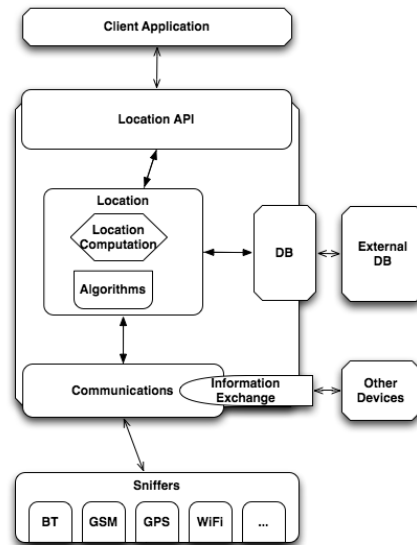 Client Application
Location API
Location
Location
Computation
Algorithms
DB
External
DB
Communications
Information
Exchange
Other
Devices
Sniffers
BT
GSM
GPS
WiFi
...